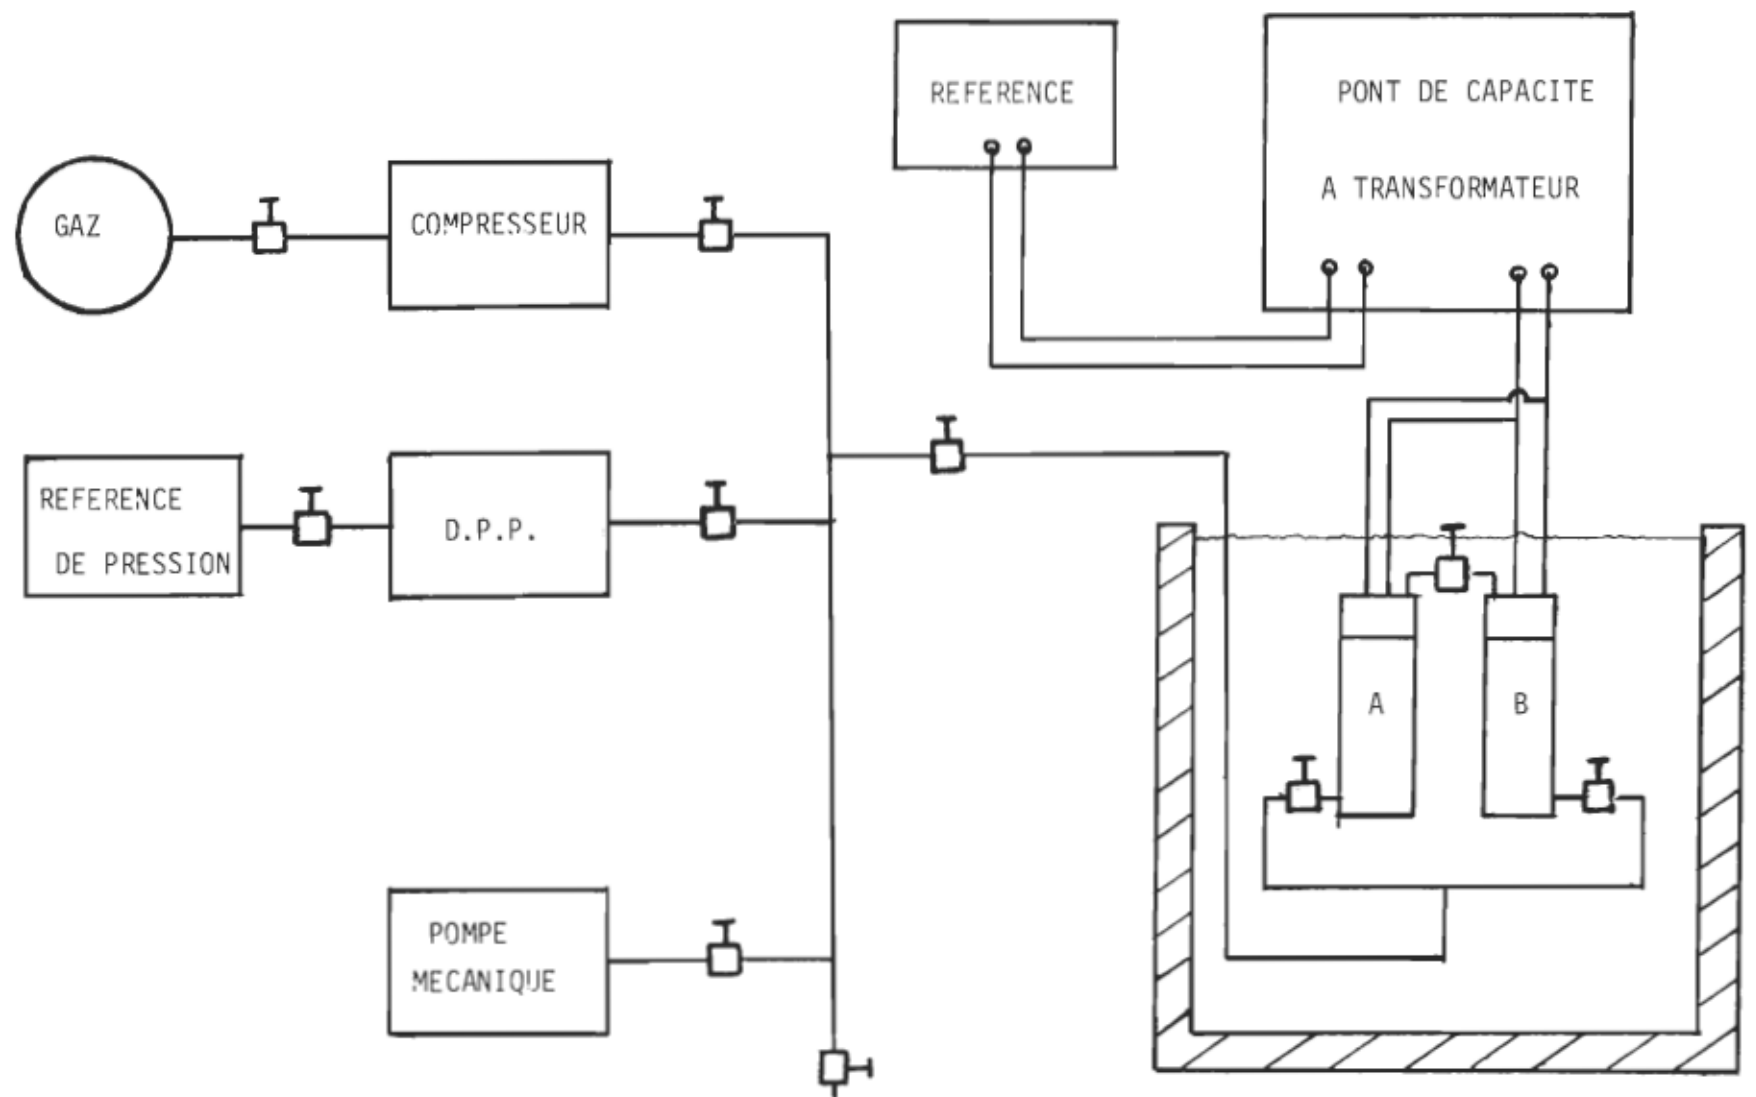 REFERENCE
PONT DE CAPACITE
A TRANSFORMATEUR
GAZ
COMPRESSEUR
REFERENCE
DE PRESSION
D.P.P.
A
B
POMPE
MECANIQUE